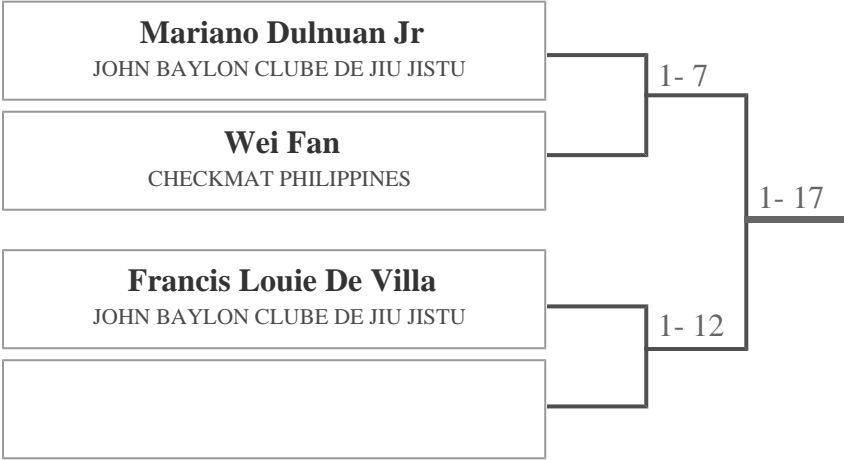 Mariano Dulnuan Jr
JOHN BAYLON CLUBE DE JIU JISTU
1- 7
Wei Fan
CHECKMAT PHILIPPINES
1- 17
Francis Louie De Villa
JOHN BAYLON CLUBE DE JIU JISTU
1- 12